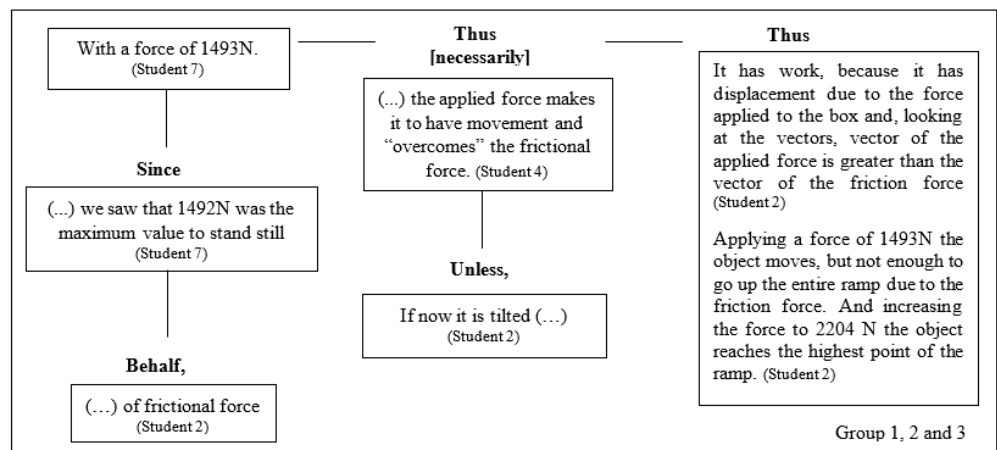 With a force of 1493N.
(Student 7)
Since
(...) we saw that 1492N was the
maximum value to stand still
(Student 7)
Behalf,
(…) of frictional force
(Student 2)
Thus
[necessarily]
(...) the applied force makes
it to have movement and
“overcomes” the frictional
force. (Student 4)
Unless,
If now it is tilted (…)
(Student 2)
Thus
It has work, because it has
displacement due to the force
applied to the box and, looking
at the vectors, vector of the
applied force is greater than the
vector of the friction force
(Student 2)
Applying a force of 1493N the
object moves, but not enough to
go up the entire ramp due to the
friction force. And increasing
the force to 2204 N the object
reaches the highest point of the
ramp. (Student 2)
Group 1, 2 and 3